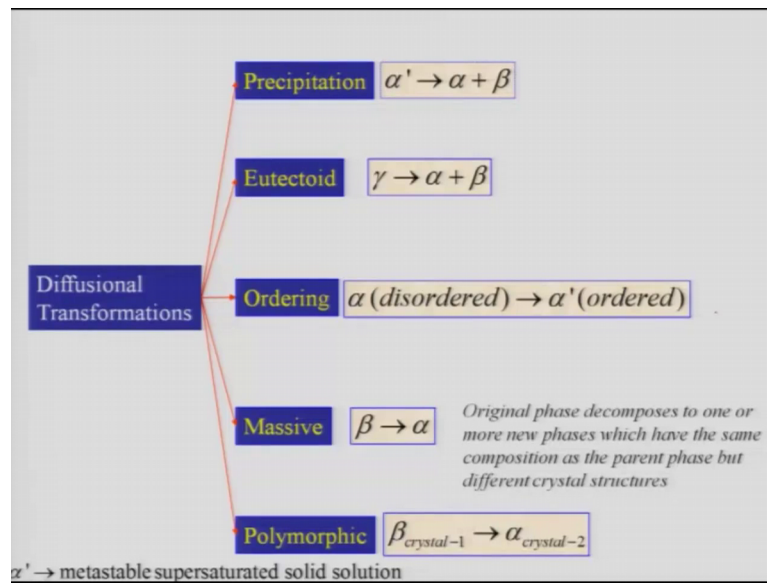 Precipitation α' → α + β
Eutectoid γ → α + β
Diffusional
Transformations
Ordering α (disordered) → α' (ordered)
Massive β → α
Original phase decomposes to one or
more new phases which have the same
composition as the parent phase but
different crystal structures
Polymorphic β crystal−1 → α crystal−2
α' → metastable supersaturated solid solution